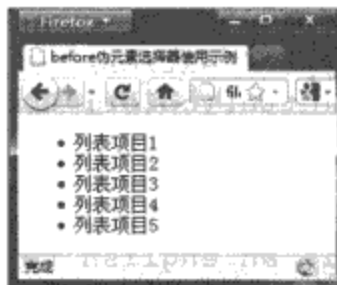 Firefox
before伪元素选择器使用示例
• 列表项目1
• 列表项目2
• 列表项目3
• 列表项目4
• 列表项目5
完成